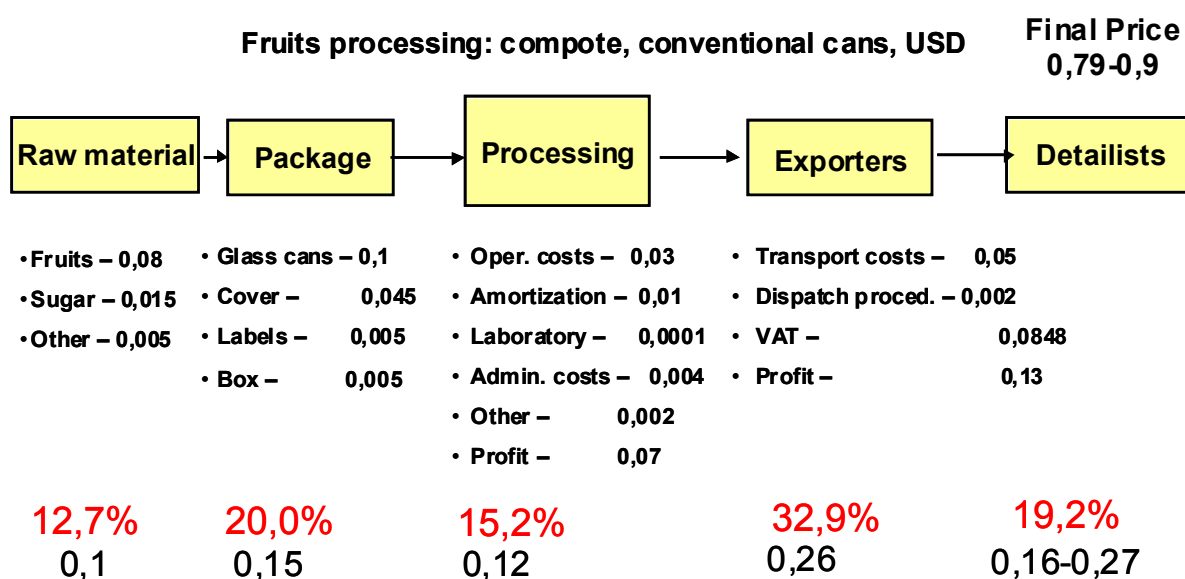 Fruits processing: compote, conventional cans, USD
Final Price
0,79-0,9
Raw material
Package
Processing
Exporters
Detailists
• Fruits – 0,08
• Sugar – 0,015
• Other – 0,005
• Glass cans – 0,1
• Cover – 0,045
• Labels – 0,005
• Box – 0,005
• Oper. costs – 0,03
• Amortization – 0,01
• Laboratory – 0,0001
• Admin. costs – 0,004
• Other – 0,002
• Profit – 0,07
• Transport costs – 0,05
• Dispatch proced. – 0,002
• VAT – 0,0848
• Profit – 0,13
12,7%
0,1
20,0%
0,15
15,2%
0,12
32,9%
0,26
19,2%
0,16-0,27